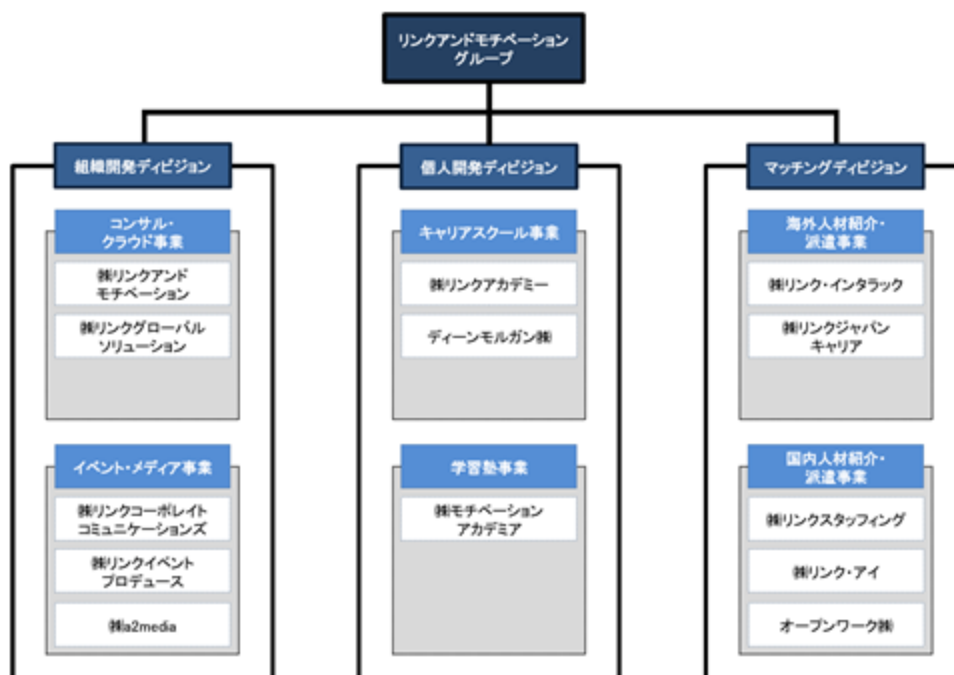 リンクアンドモチベーション
グループ
組織開発ディビジョン
コンサル・
クラウド事業
㈱リンクアンド
モチベーション
㈱リンクグローバル
ソリューション
イベント・メディア事業
㈱リンクコーポレイト
コミュニケーションズ
㈱リンクイベント
プロデュース
㈱a2media
個人開発ディビジョン
キャリアスクール事業
㈱リンクアカデミー
ディーンモルガン㈱
学習塾事業
㈱モチベーション
アカデミア
マッチングディビジョン
海外人材紹介・
派遣事業
㈱リンク・インタラック
㈱リンクジャパン
キャリア
国内人材紹介・
派遣事業
㈱リンクスタッフィング
㈱リンク・アイ
オープンワーク㈱